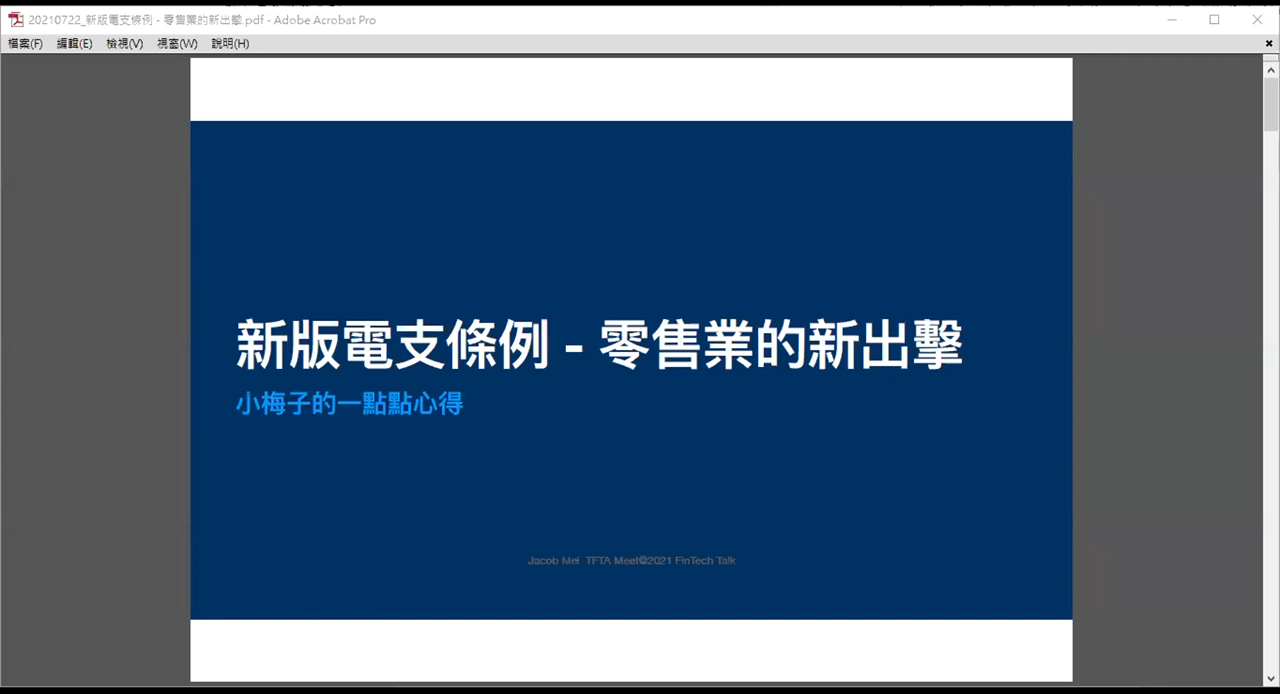 20210722_新版電支條例 - 零售業的新出擊.pdf - Adobe Acrobat Pro
檔案(F) 編輯(E) 檢視(V) 視窗(W) 說明(H)
新版電支條例 - 零售業的新出擊
小梅子的一點點心得
Jacob Mei TFTA Meet©2021 FinTech Talk